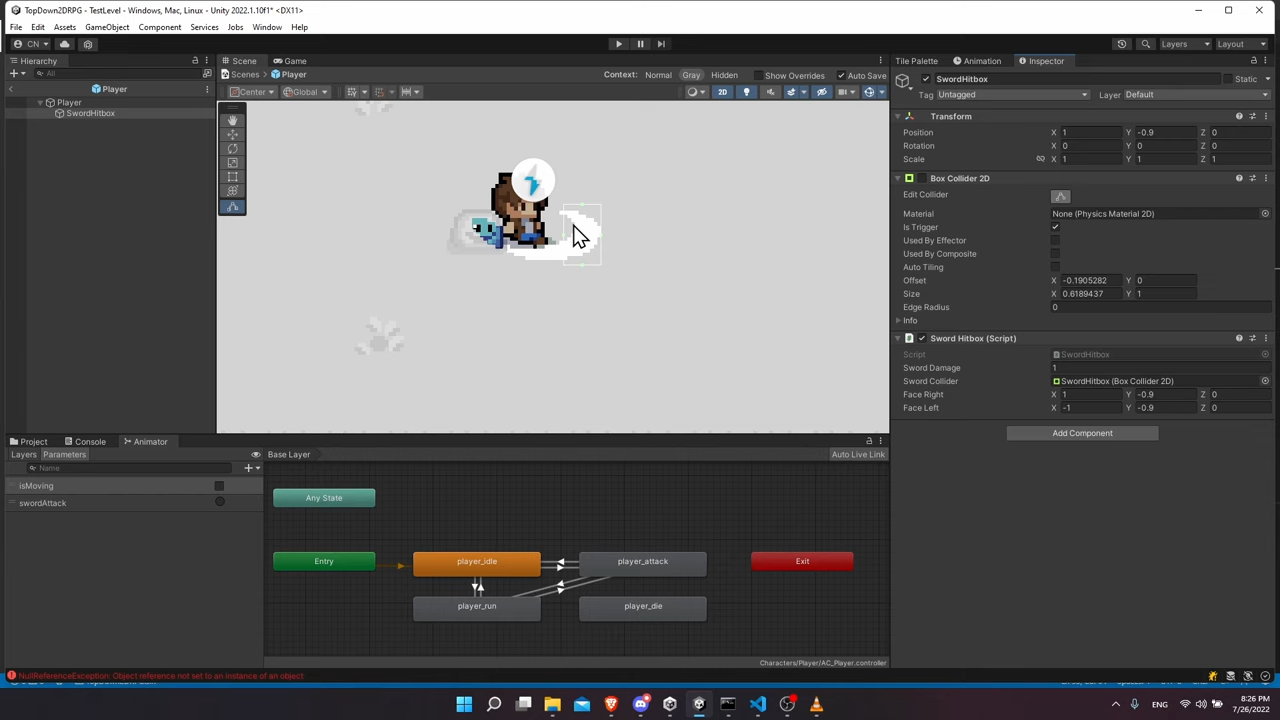 TopDown2DRPG - TestLevel - Windows, Mac, Linux - Unity 2022.1.10f1* <DX11>
File Edit Assets GameObject Component Services Jobs Window Help
CN Layers Layout
Hierarchy Scene Game Tile Palette Animation Inspector
All Scenes Player Context: Normal Gray Hidden Show Overrides Auto Save SwordHitbox Static
Player Center Global 2D Tag Untagged Layer Default
Player
SwordHitbox
Transform
Position X 1 Y -0.9 Z 0
Rotation X 0 Y 0 Z 0
Scale X 1 Y 1 Z 1
Box Collider 2D
Edit Collider
Material None (Physics Material 2D)
Is Trigger
Used By Effector
Used By Composite
Auto Tiling
Offset X -0.1905282 Y 0
Size X 0.6189437 Y 1
Edge Radius 0
Info
Sword Hitbox (Script)
Script SwordHitbox
Sword Damage 1
Sword Collider SwordHitbox (Box Collider 2D)
Face Right X 1 Y -0.9 Z 0
Face Left X -1 Y -0.9 Z 0
Add Component
Project Console Animator
Layers Parameters Base Layer Auto Live Link
Name
isMoving
swordAttack
Any State
Entry player_idle player_attack Exit
player_run player_die
Characters/Player/AC_Player.controller
NullReferenceException: Object reference not set to an instance of an object
ENG 8:26 PM
7/26/2022